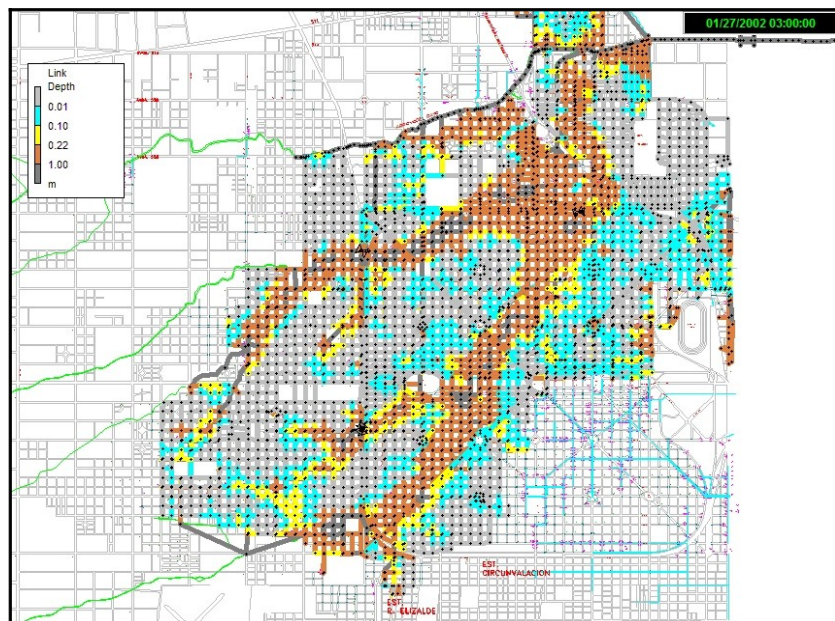 01/27/2002 03:00:00
Link
Depth
0.01
0.10
0.22
1.00
m
EST.
CIRCUNVALACION
EST.
R. ELIZALDE